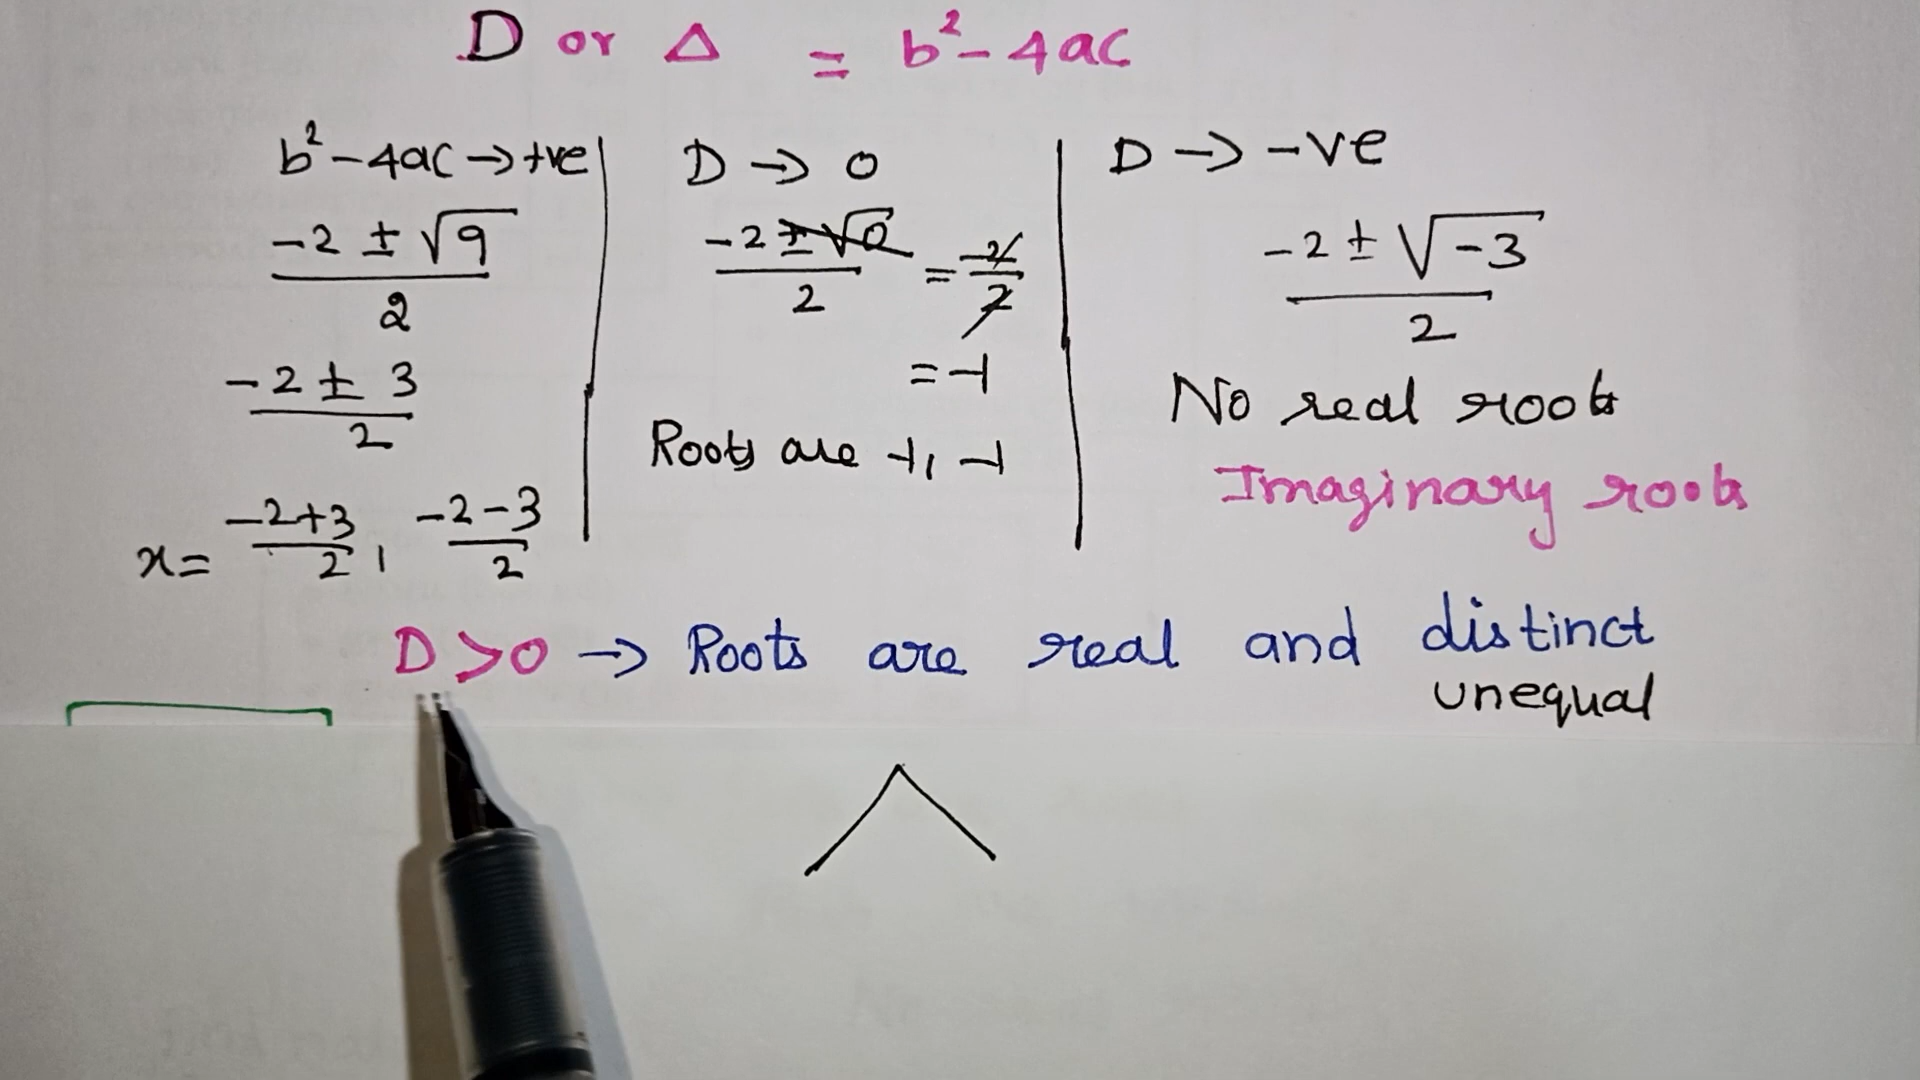 D or Δ = b²-4ac
b²-4ac→+ve
-2 ± √9
2
-2 ± 3
2
x= -2+3/2, -2-3/2
D → 0
-2 ± √0/2 = -2/2
= -1
Roots are -1, -1
D → -ve
-2 ± √-3
2
No real roots
Imaginary roots
D>0 → Roots are real and distinct
unequal